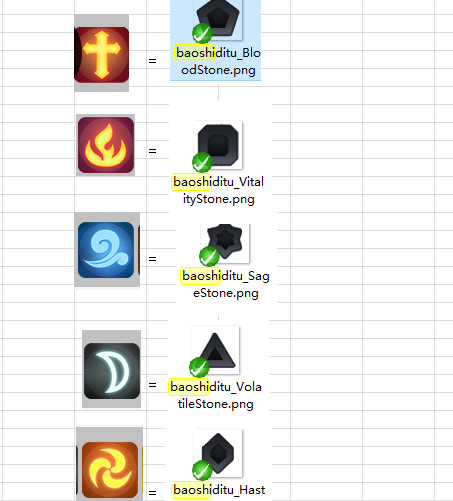 =
baoshiditu_Blo
odStone.png
=
baoshiditu_Vital
ityStone.png
=
baoshiditu_Sag
eStone.png
=
baoshiditu_Vola
tileStone.png
=
baoshiditu_Hast